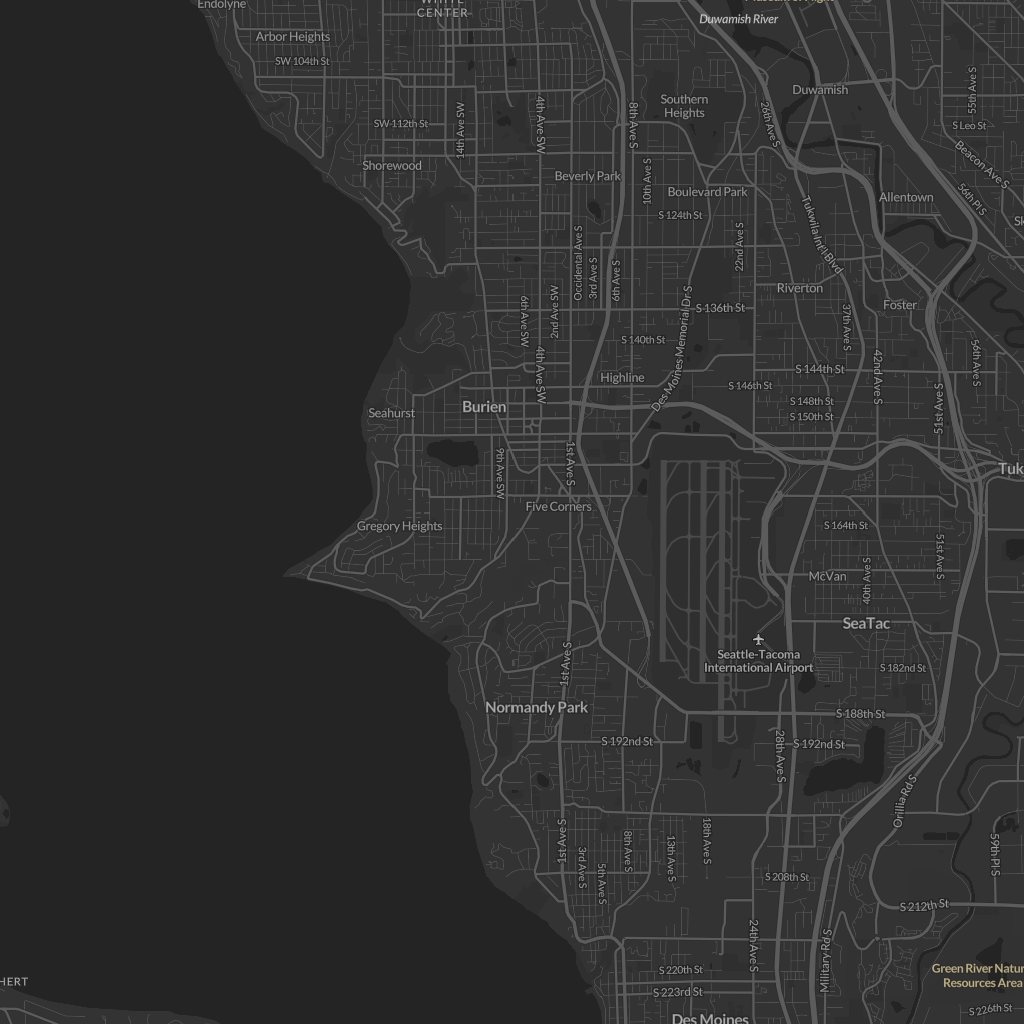 Endolyne
WHITE
CENTER
Museum of Flight
Duwamish River
Arbor Heights
SW 104th St
Duwamish
55th Ave S
Southern
Heights
14th Ave SW
4th Ave SW
8th Ave S
26th Ave S
SW 112th St
S Leo St
Beacon Ave S
Shorewood
Beverly Park
10th Ave S
Boulevard Park
Allentown
56th Pl S
S 124th St
Tukwila Int'l Blvd
22nd Ave S
Occidental Ave S
3rd Ave S
6th Ave S
Riverton
Foster
6th Ave SW
2nd Ave SW
S 136th St
37th Ave S
Des Moines Memorial Dr S
S 140th St
54th Ave S
4th Ave SW
42nd Ave S
S 144th St
Highline
S 146th St
51st Ave S
S 148th St
Burien
Seahurst
S 150th St
9th Ave SW
1st Ave S
Tuk
Five Corners
Gregory Heights
S 164th St
51st Ave S
McVan
40th Ave S
SeaTac
Seattle-Tacoma
International Airport
1st Ave S
S 182nd St
Normandy Park
S 188th St
S 192nd St
S 192nd St
28th Ave S
Orillia Rd S
1st Ave S
3rd Ave S
5th Ave S
8th Ave S
13th Ave S
18th Ave S
59th Pl S
S 208th St
S 212th St
24th Ave S
Military Rd S
S 220th St
Green River Natur
Resources Area
HERT
S 223rd St
S 226th St
Des Moines